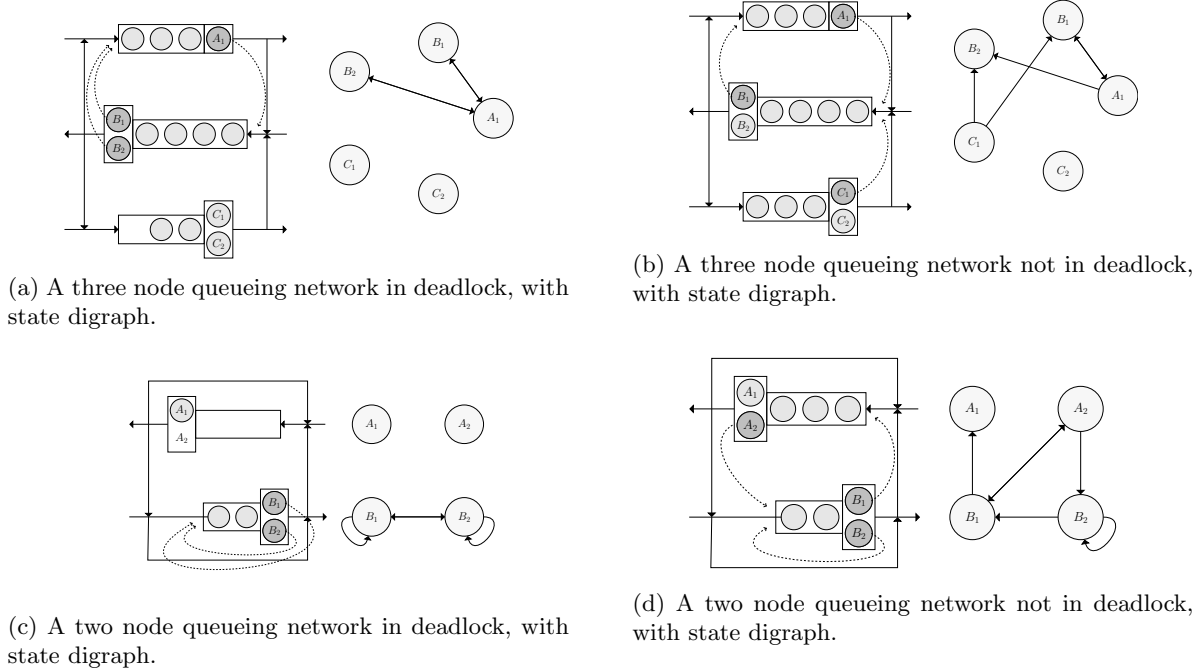 A₁
B₁
B₂
C₁
C₂
B₁
B₂
A₁
C₁
C₂
(a) A three node queueing network in deadlock, with
state digraph.
A₁
B₁
B₂
C₁
C₂
B₁
B₂
A₁
C₁
C₂
(b) A three node queueing network not in deadlock,
with state digraph.
A₁
A₂
B₁
B₂
A₁
A₂
B₁
B₂
(c) A two node queueing network in deadlock, with
state digraph.
A₁
A₂
B₁
B₂
A₁
A₂
B₁
B₂
(d) A two node queueing network not in deadlock,
with state digraph.